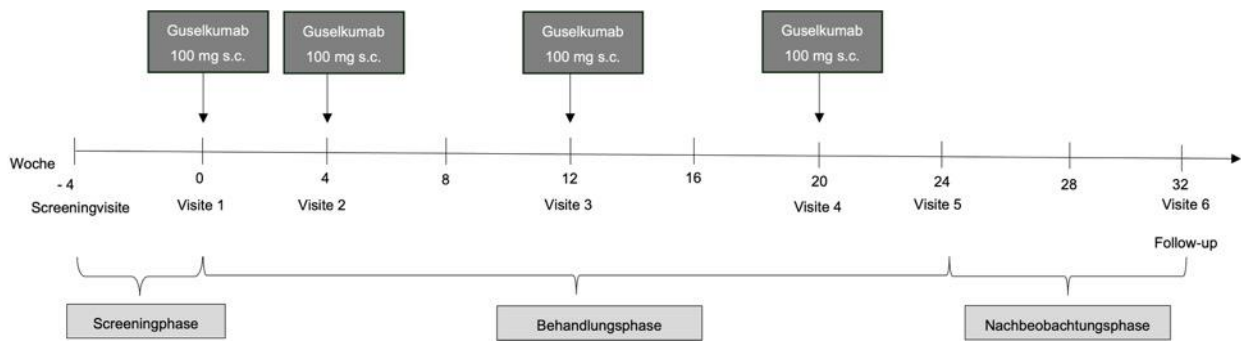 Guselkumab
100 mg s.c.
Guselkumab
100 mg s.c.
Guselkumab
100 mg s.c.
Guselkumab
100 mg s.c.
Woche
- 4 0 4 8 12 16 20 24 28 32
Screeningvisite Visite 1 Visite 2 Visite 3 Visite 4 Visite 5 Visite 6
Follow-up
Screeningphase Behandlungsphase Nachbeobachtungsphase